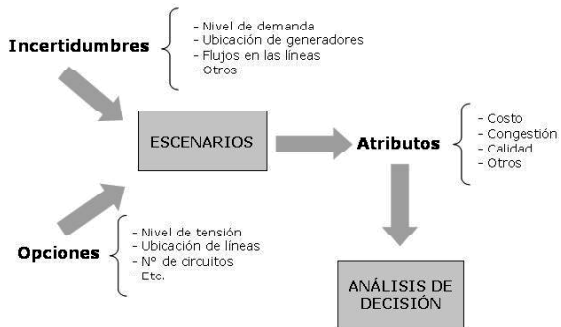 Incertidumbres
- Nivel de demanda
- Ubicación de generadores
- Flujos en las líneas
Otros
ESCENARIOS
Atributos
- Costo
- Congestión
- Calidad
- Otros
Opciones
- Nivel de tensión
- Ubicación de líneas
- Nº de circuitos
Etc.
ANÁLISIS DE
DECISIÓN